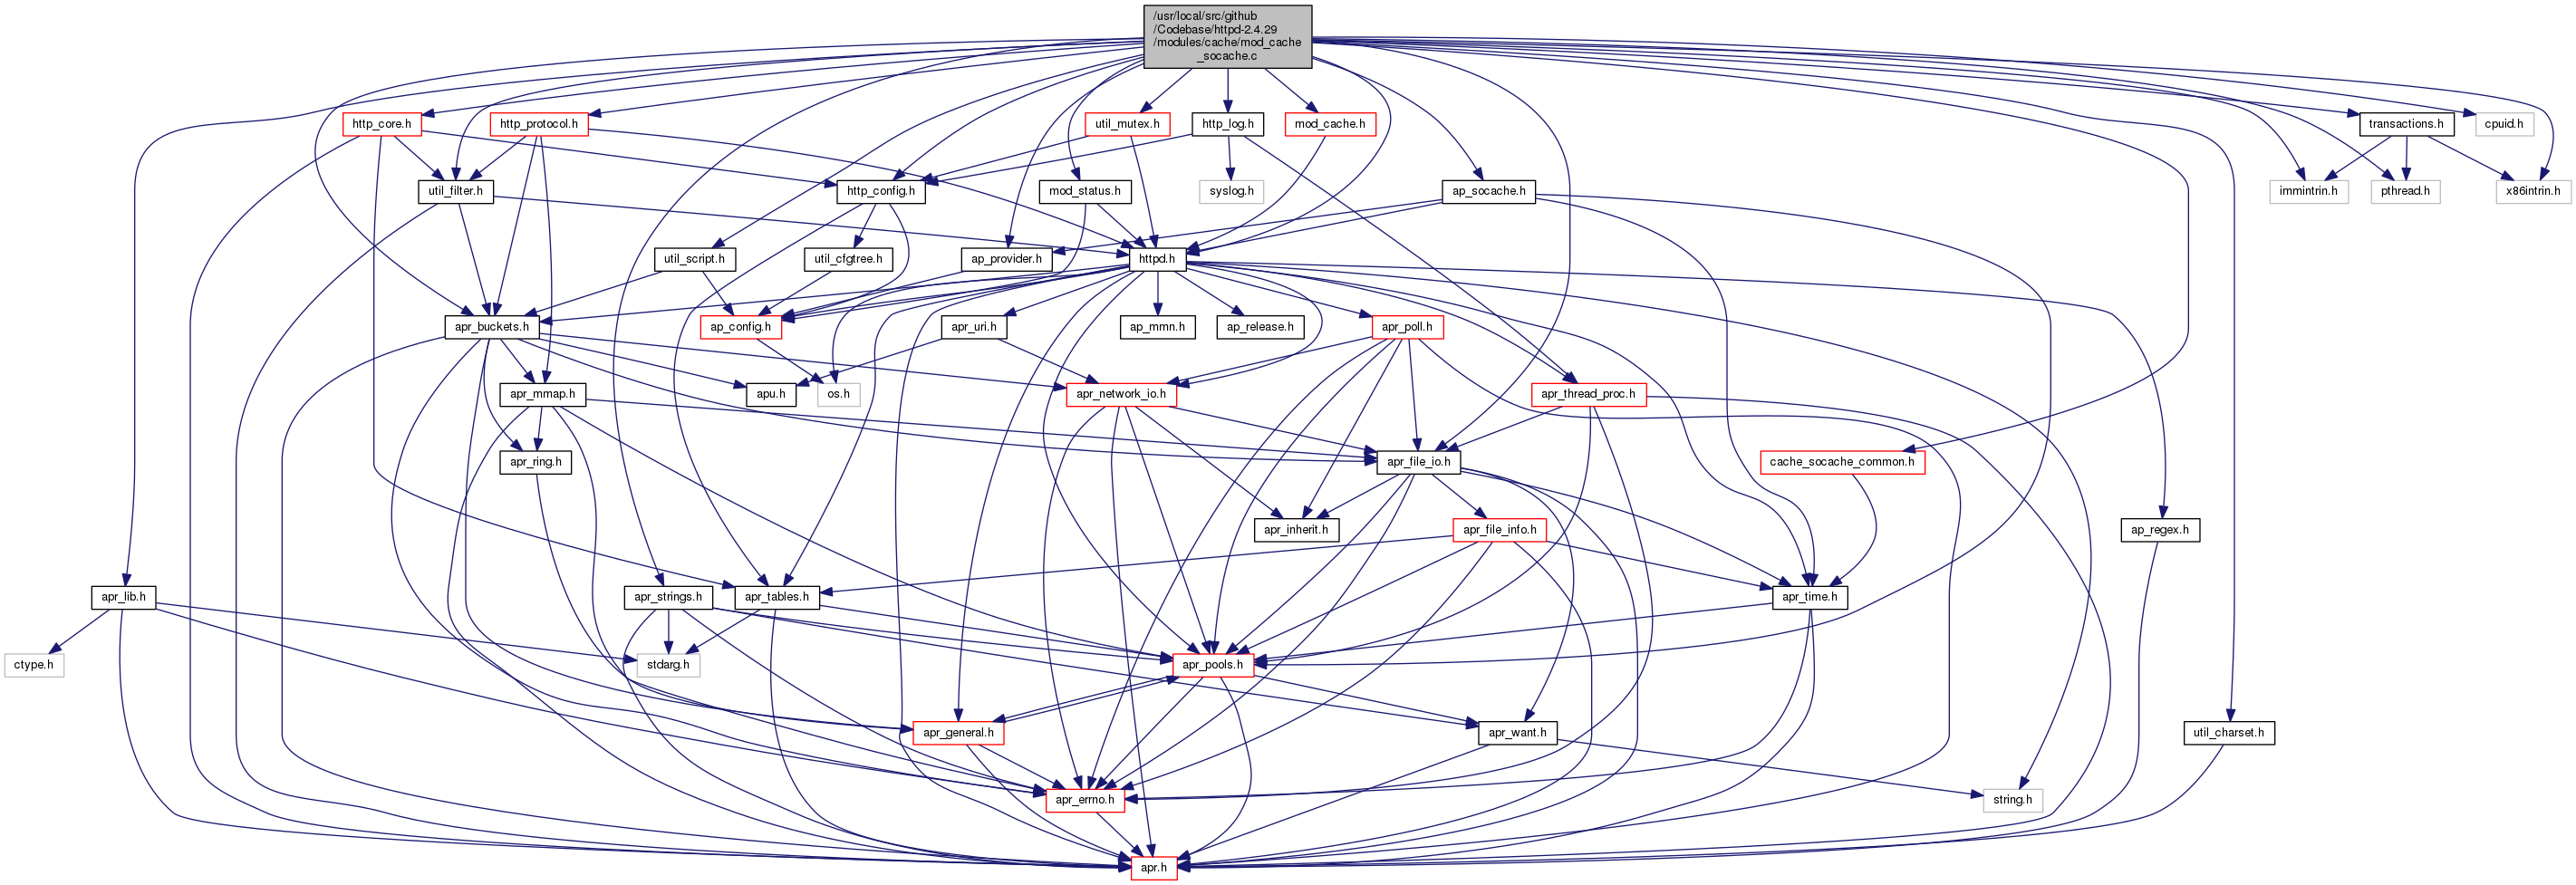 /usr/local/src/github
/Codebase/httpd-2.4.29
/modules/cache/mod_cache
_socache.c
http_core.h
http_protocol.h
util_mutex.h
http_log.h
mod_cache.h
transactions.h
cpuid.h
util_filter.h
http_config.h
mod_status.h
syslog.h
ap_socache.h
immintrin.h
pthread.h
x86intrin.h
util_script.h
util_cfgtree.h
ap_provider.h
httpd.h
apr_buckets.h
ap_config.h
apr_uri.h
ap_mmn.h
ap_release.h
apr_poll.h
apr_mmap.h
apu.h
os.h
apr_network_io.h
apr_thread_proc.h
apr_ring.h
apr_file_io.h
cache_socache_common.h
apr_inherit.h
apr_file_info.h
ap_regex.h
apr_lib.h
apr_strings.h
apr_tables.h
apr_time.h
ctype.h
stdarg.h
apr_pools.h
apr_general.h
apr_want.h
util_charset.h
apr_errno.h
string.h
apr.h